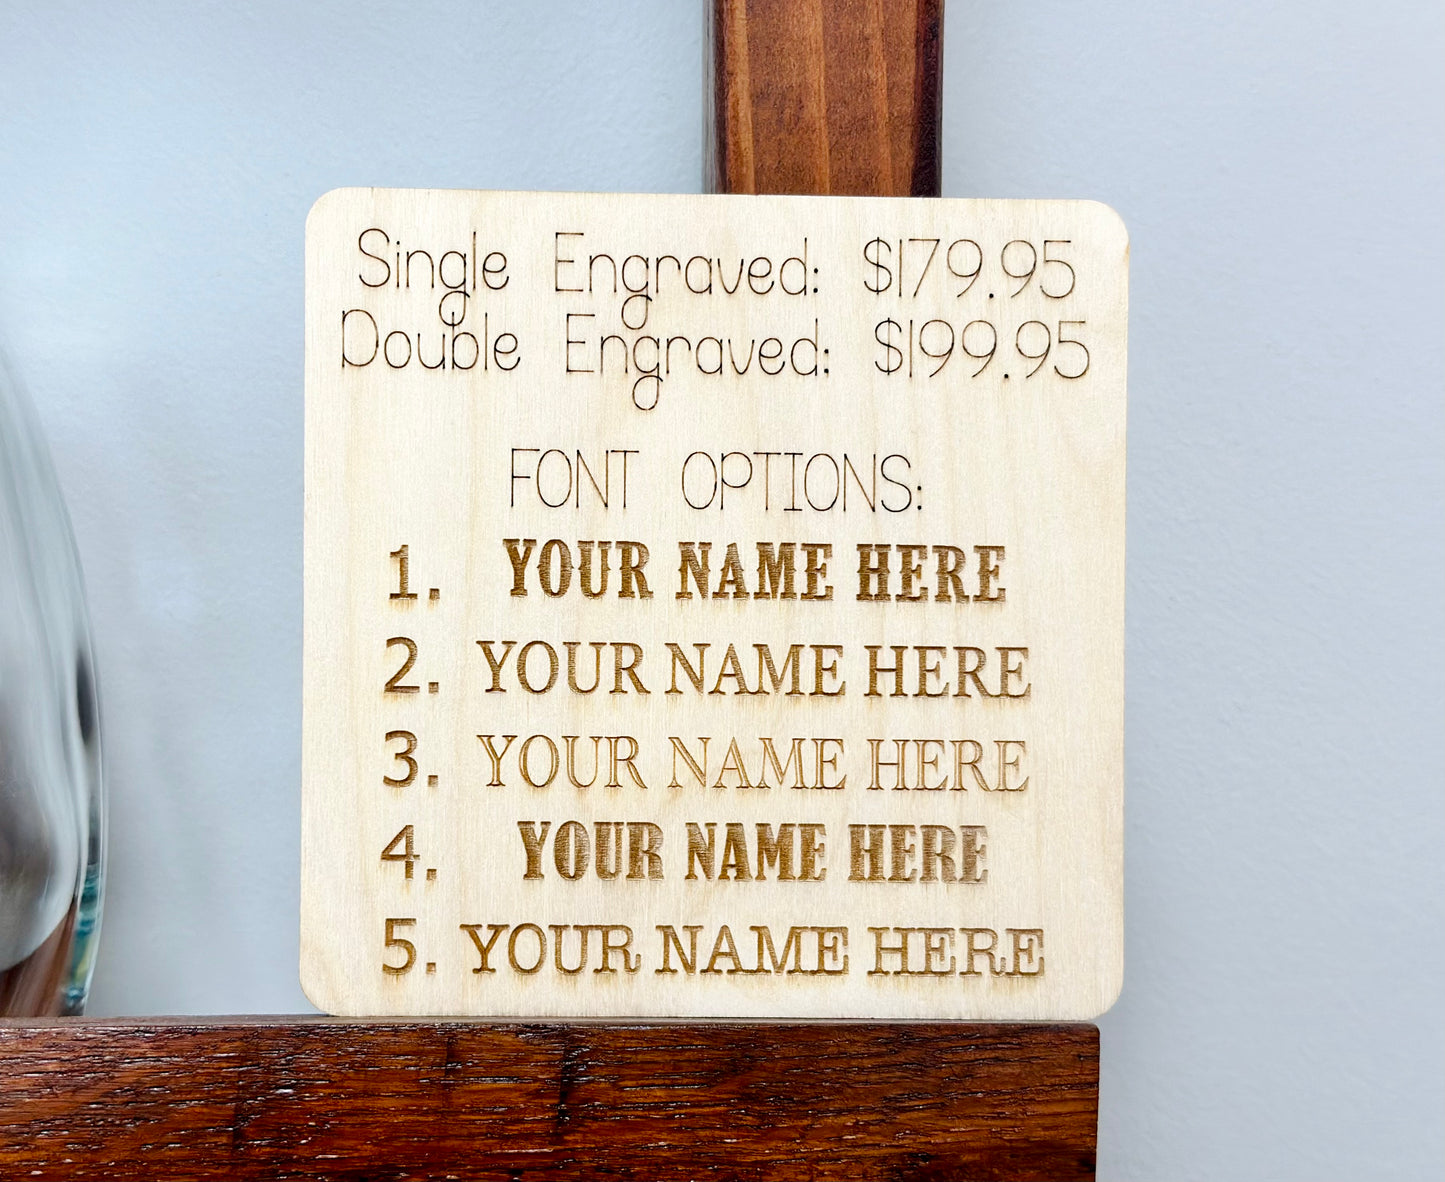 Single Engraved: $179.95
Double Engraved: $199.95
FONT OPTIONS:
1. YOUR NAME HERE
2. YOUR NAME HERE
3. YOUR NAME HERE
4. YOUR NAME HERE
5. YOUR NAME HERE